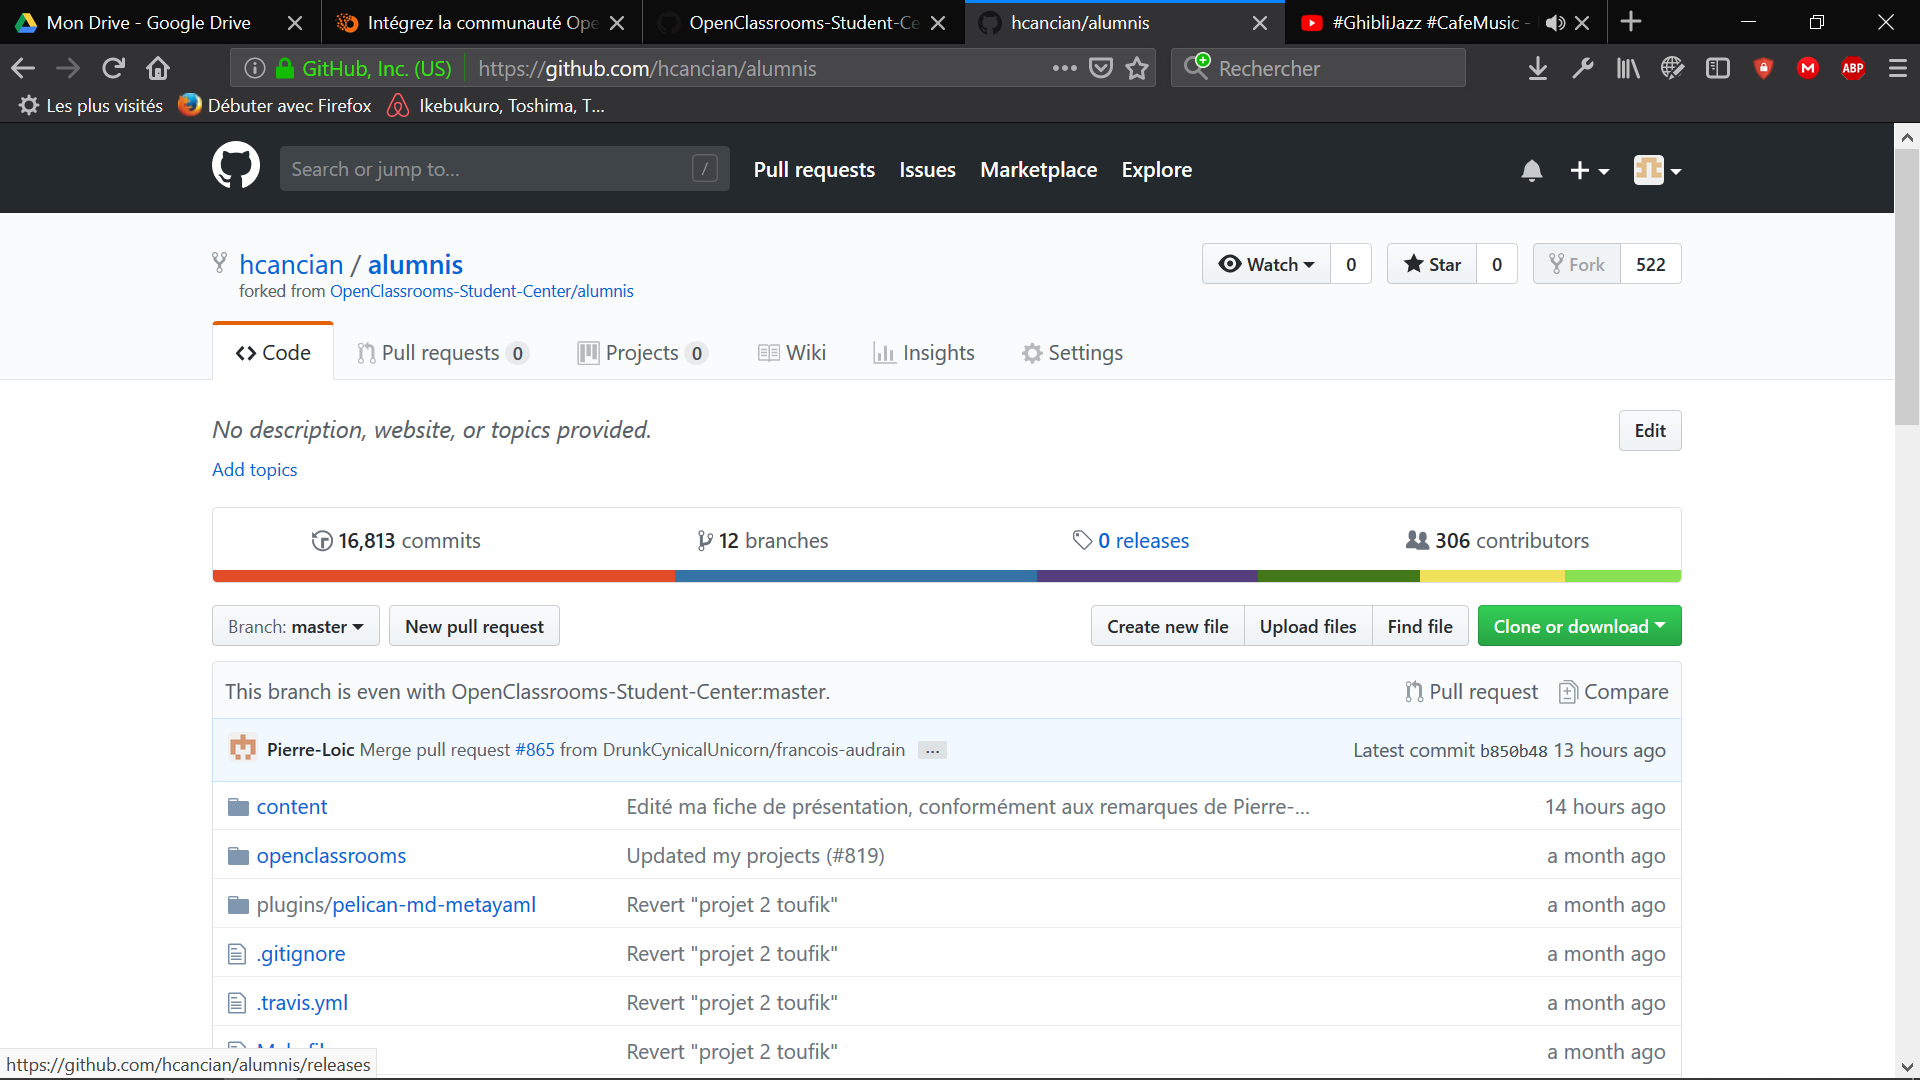 Mon Drive - Google Drive
Intégrez la communauté Ope
OpenClassrooms-Student-Ce
hcancian/alumnis
#GhibliJazz #CafeMusic -
GitHub, Inc. (US)
https://github.com/hcancian/alumnis
Rechercher
ABP
Les plus visités
Débuter avec Firefox
Ikebukuro, Toshima, T...
Search or jump to...
/
Pull requests
Issues
Marketplace
Explore
hcancian / alumnis
forked from OpenClassrooms-Student-Center/alumnis
Watch 0
Star 0
Fork 522
Code
Pull requests 0
Projects 0
Wiki
Insights
Settings
No description, website, or topics provided.
Edit
Add topics
16,813 commits
12 branches
0 releases
306 contributors
Branch: master
New pull request
Create new file
Upload files
Find file
Clone or download
This branch is even with OpenClassrooms-Student-Center:master.
Pull request
Compare
Pierre-Loic Merge pull request #865 from DrunkCynicalUnicorn/francois-audrain ...
Latest commit b850b48 13 hours ago
content
Edité ma fiche de présentation, conformément aux remarques de Pierre-...
14 hours ago
openclassrooms
Updated my projects (#819)
a month ago
plugins/pelican-md-metayaml
Revert "projet 2 toufik"
a month ago
.gitignore
Revert "projet 2 toufik"
a month ago
.travis.yml
Revert "projet 2 toufik"
a month ago
Revert "projet 2 toufik"
a month ago
https://github.com/hcancian/alumnis/releases